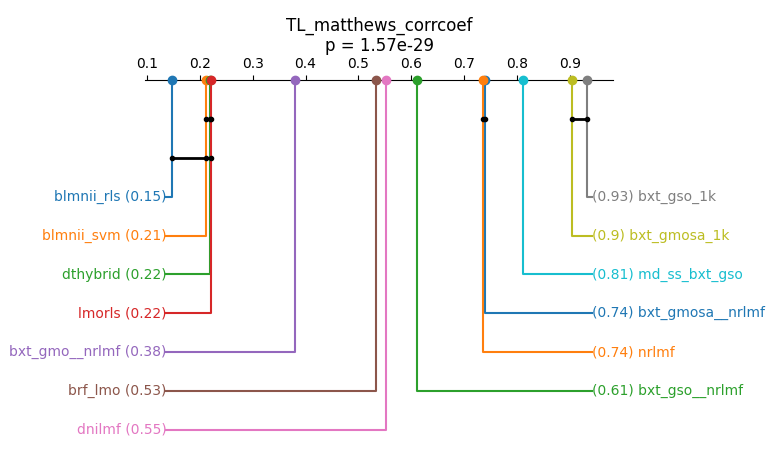 TL_matthews_corrcoef
p = 1.57e-29
0.1 0.2 0.3 0.4 0.5 0.6 0.7 0.8 0.9
blmnii_rls (0.15)
(0.93) bxt_gso_1k
blmnii_svm (0.21)
(0.9) bxt_gmosa_1k
dthybrid (0.22)
(0.81) md_ss_bxt_gso
lmorls (0.22)
(0.74) bxt_gmosa__nrlmf
bxt_gmo__nrlmf (0.38)
(0.74) nrlmf
brf_lmo (0.53)
(0.61) bxt_gso__nrlmf
dnilmf (0.55)